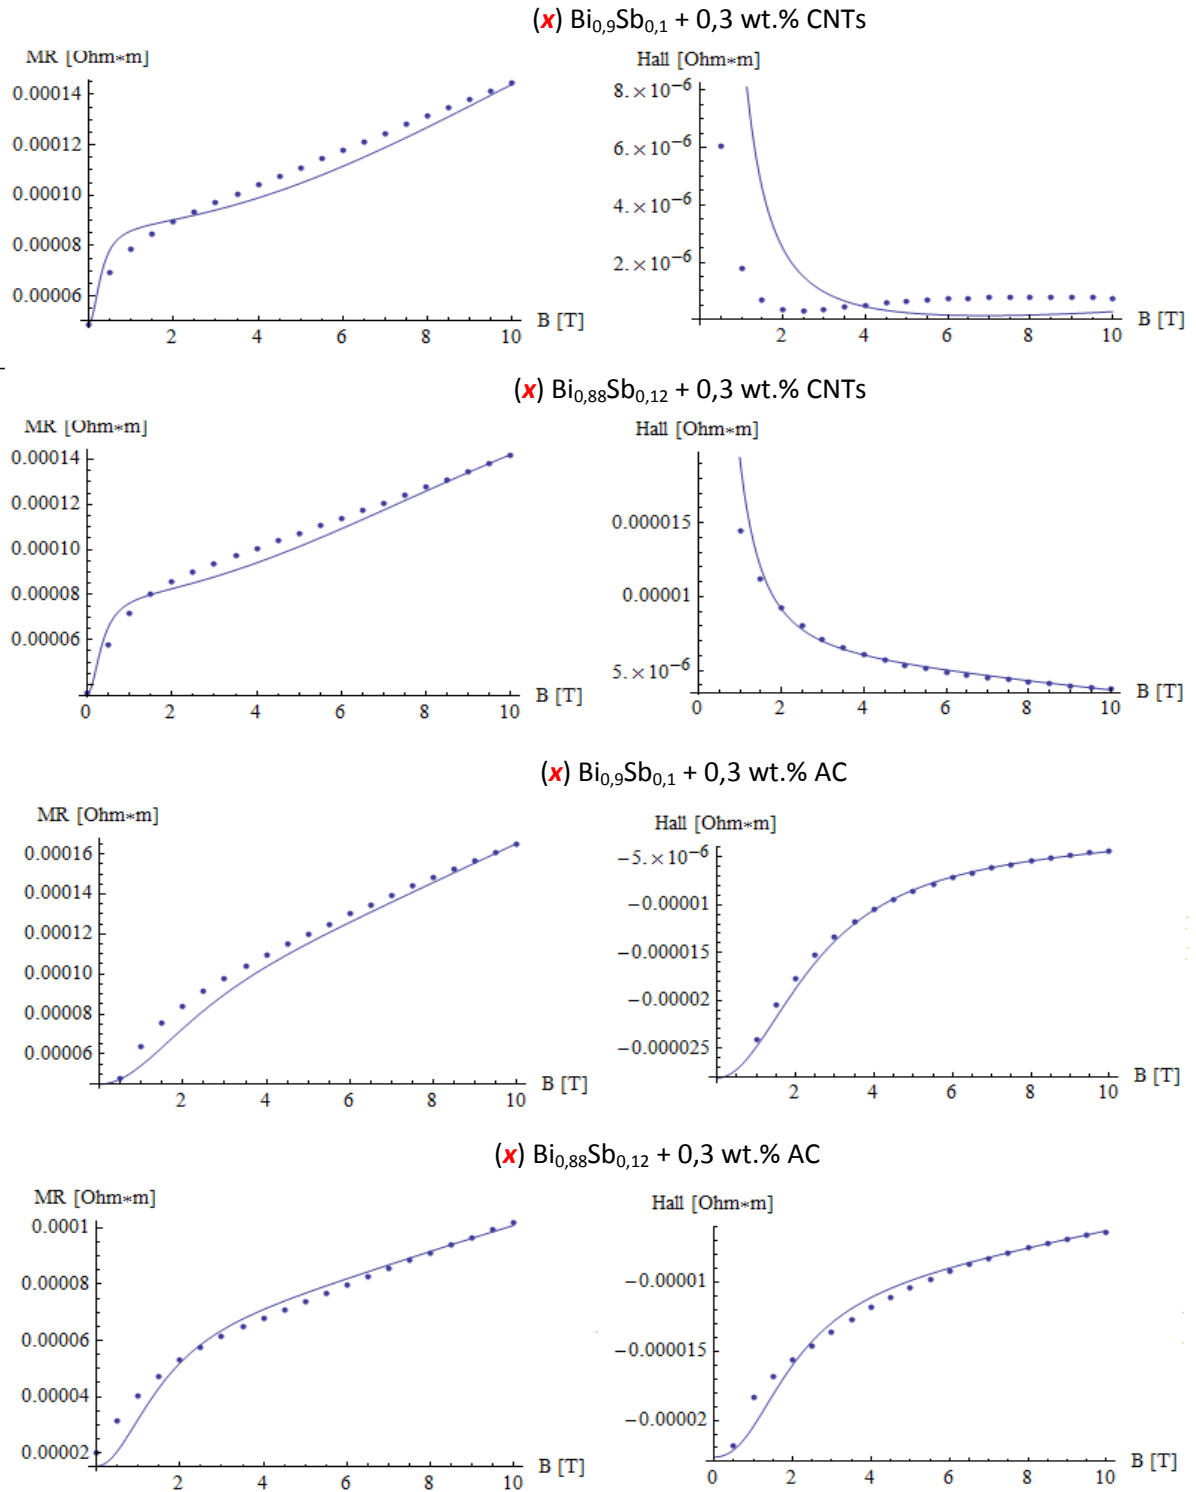 (x) Bi0,9Sb0,1 + 0,3 wt.% CNTs
MR [Ohm*m]
0.00014
0.00012
0.00010
0.00008
0.00006
2 4 6 8 10
B [T]
Hall [Ohm*m]
8.×10−6
6.×10−6
4.×10−6
2.×10−6
2 4 6 8 10
B [T]
(x) Bi0,88Sb0,12 + 0,3 wt.% CNTs
MR [Ohm*m]
0.00014
0.00012
0.00010
0.00008
0.00006
0 2 4 6 8 10
B [T]
Hall [Ohm*m]
0.000015
0.00001
5.×10−6
0 2 4 6 8 10
B [T]
(x) Bi0,9Sb0,1 + 0,3 wt.% AC
MR [Ohm*m]
0.00016
0.00014
0.00012
0.00010
0.00008
0.00006
2 4 6 8 10
B [T]
Hall [Ohm*m]
−5.×10−6
−0.00001
−0.000015
−0.00002
−0.000025
2 4 6 8 10
B [T]
(x) Bi0,88Sb0,12 + 0,3 wt.% AC
MR [Ohm*m]
0.0001
0.00008
0.00006
0.00004
0.00002
2 4 6 8 10
B [T]
Hall [Ohm*m]
−0.00001
−0.000015
−0.00002
0 2 4 6 8 10
B [T]